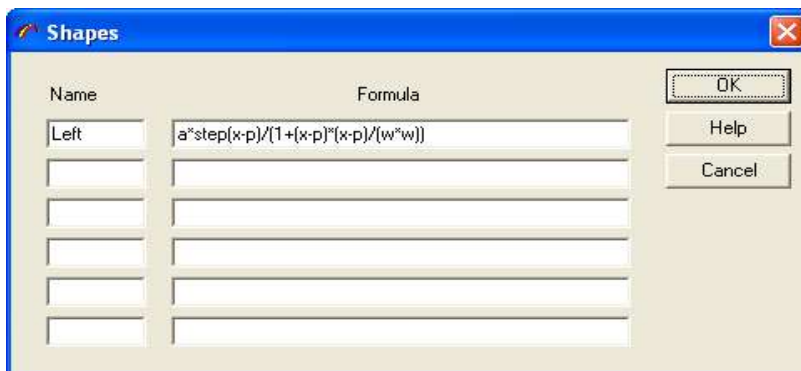 Shapes
Name Formula
OK
Left a*step(x-p)/(1+(x-p)*(x-p)/(w*w))
Help
Cancel